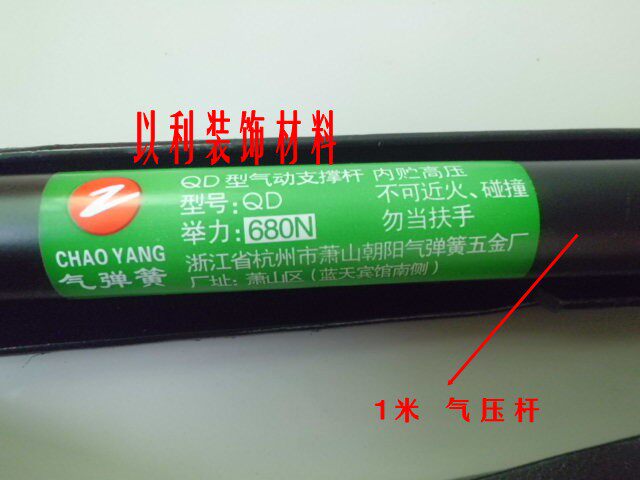 以利装饰材料
QD型气动支撑杆 内贮高压
型号:QD 不可近火、碰撞
举力:680N 勿当扶手
CHAO YANG
气弹簧
浙江省杭州市萧山朝阳气弹簧五金厂
厂址:萧山区(蓝天宾馆南侧)
1米 气压杆